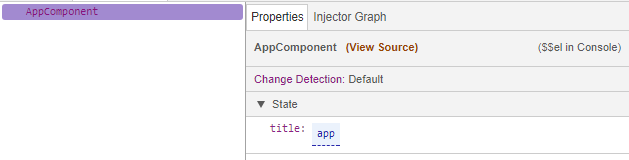 AppComponent
Properties Injector Graph
AppComponent (View Source) ($$el in Console)
Change Detection: Default
▼ State
title: app